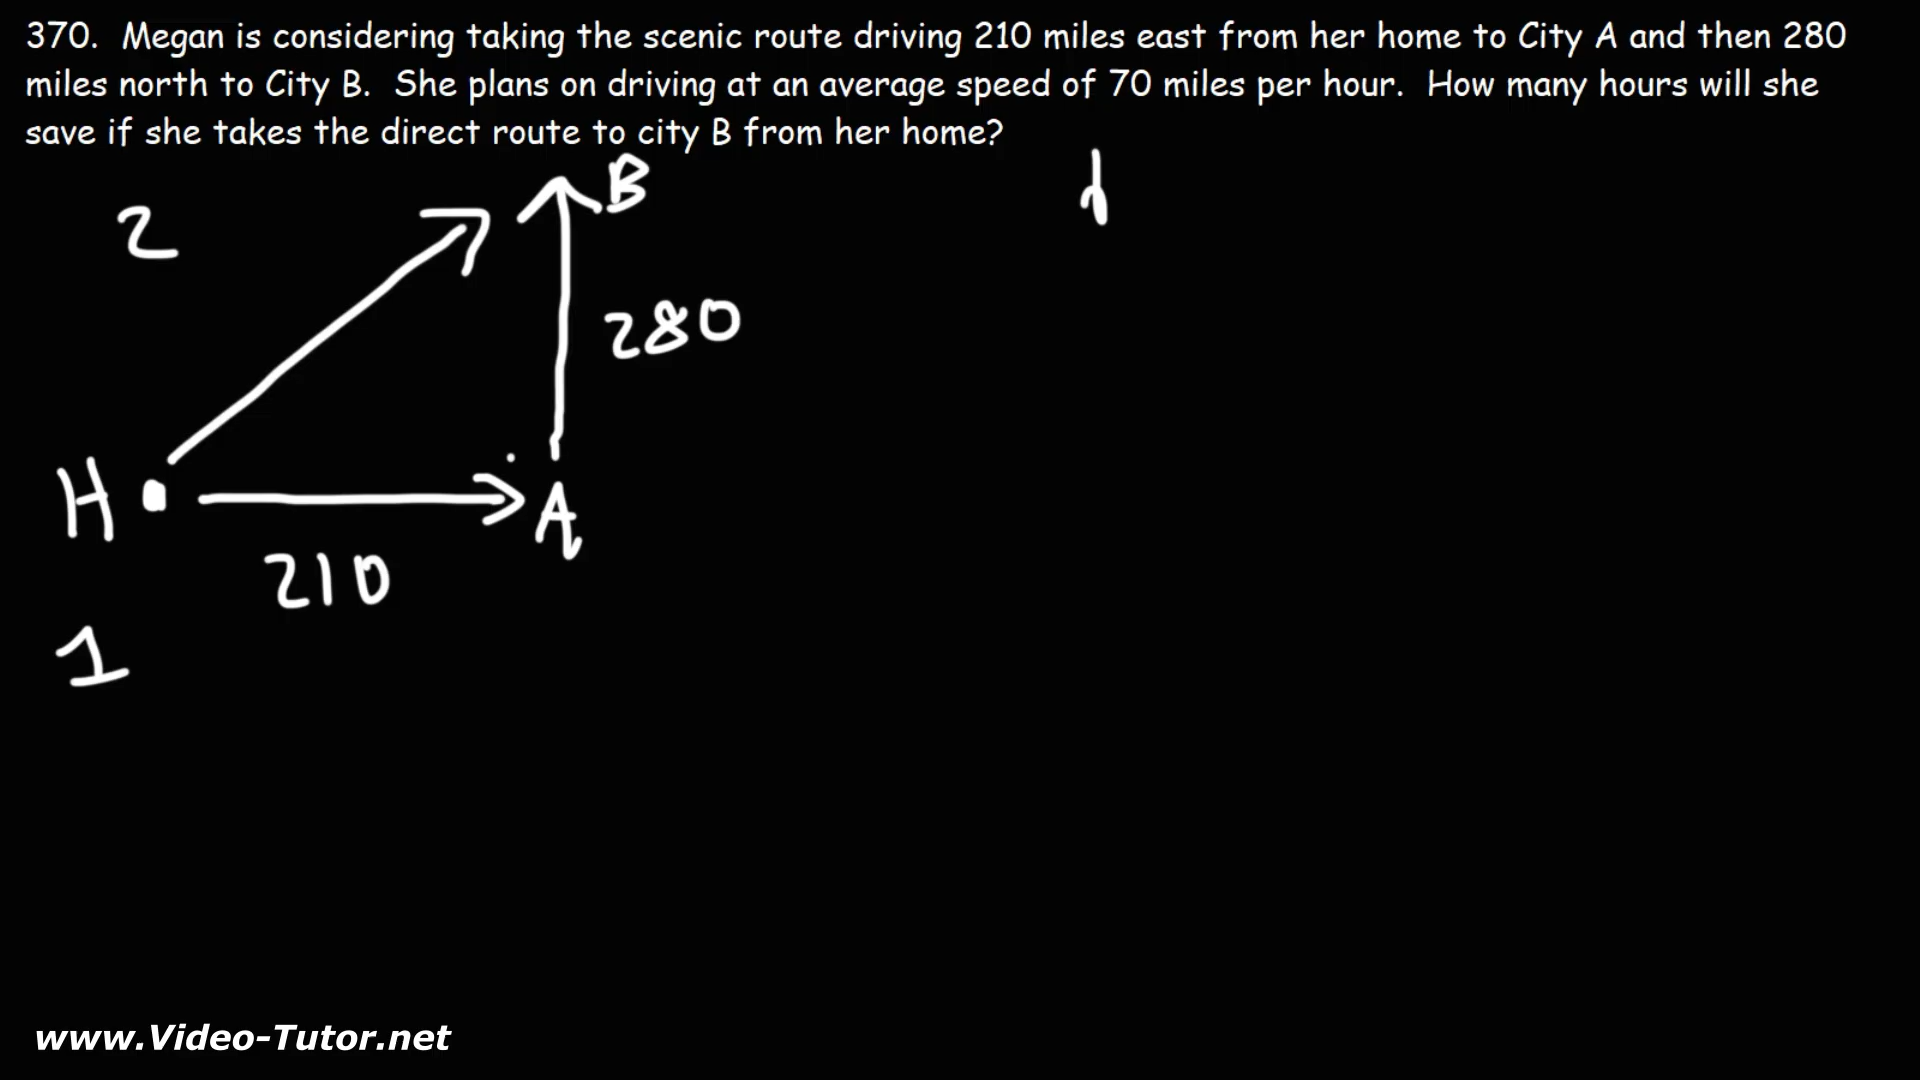 370. Megan is considering taking the scenic route driving 210 miles east from her home to City A and then 280
miles north to City B. She plans on driving at an average speed of 70 miles per hour. How many hours will she
save if she takes the direct route to city B from her home?
B
2
280
H
A
210
1
www.Video-Tutor.net